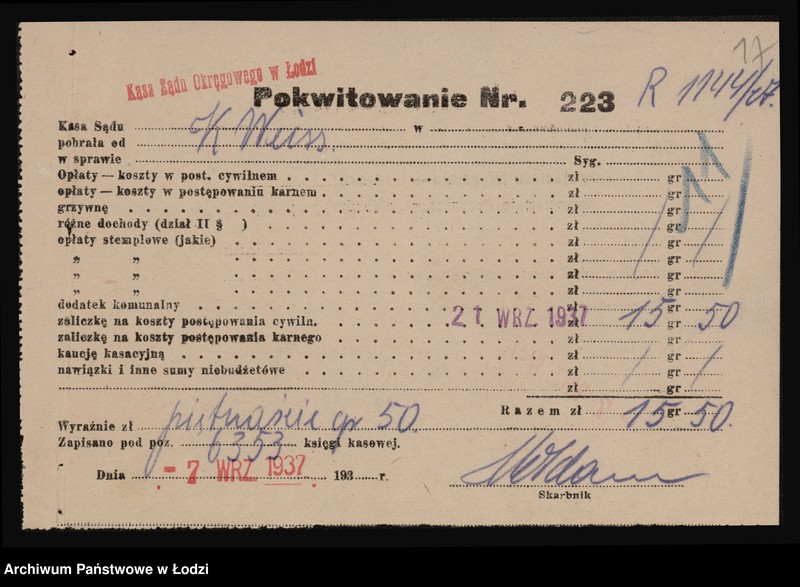 17
Kasa Sądu Okręgowego w Łodzi
Pokwitowanie Nr. 223 R 1144/27.
Kasa Sądu w
pobrała od K Weiss
w sprawie Syg.
11
Opłaty — koszty w post. cywilnem zł gr
opłaty — koszty w postępowaniu karnem zł gr
grzywnę zł gr
różne dochody (dział II § ) zł gr
opłaty stemplowe (jakie) zł gr
„ „ zł gr
„ „ zł gr
„ „ zł gr
dodatek komunalny zł gr
zaliczkę na koszty postępowania cywiln. 21 WRZ. 1937 zł 15 gr 50
zaliczkę na koszty postępowania karnego zł gr
kaucję kasacyjną zł gr
nawiązki i inne sumy niebudżetowe zł gr
zł gr
Razem zł 15 gr 50.
Wyraźnie zł piętnaście gr 50.
Zapisano pod poz. 6353 księgi kasowej.
Dnia - 7 WRZ. 1937 193 r.
Skarbnik
Archiwum Państwowe w Łodzi